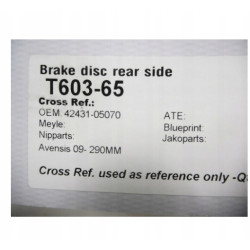 Brake disc rear side
T603-65
Cross Ref.:
OEM: 42431-05070 ATE:
Meyle: Blueprint:
Nipparts: Jakoparts:
Avensis 09- 290MM
Cross Ref. used as reference only -Q